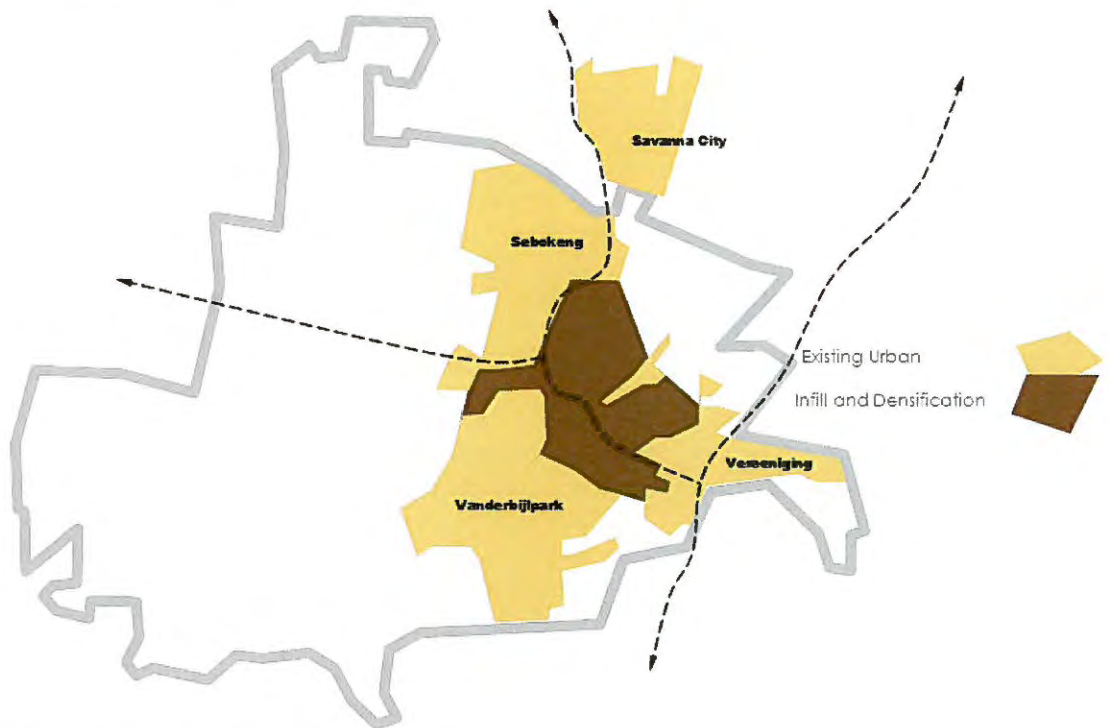 Savanna City
Sebokeng
Existing Urban
Infill and Densification
Vereeniging
Vanderbijlpark